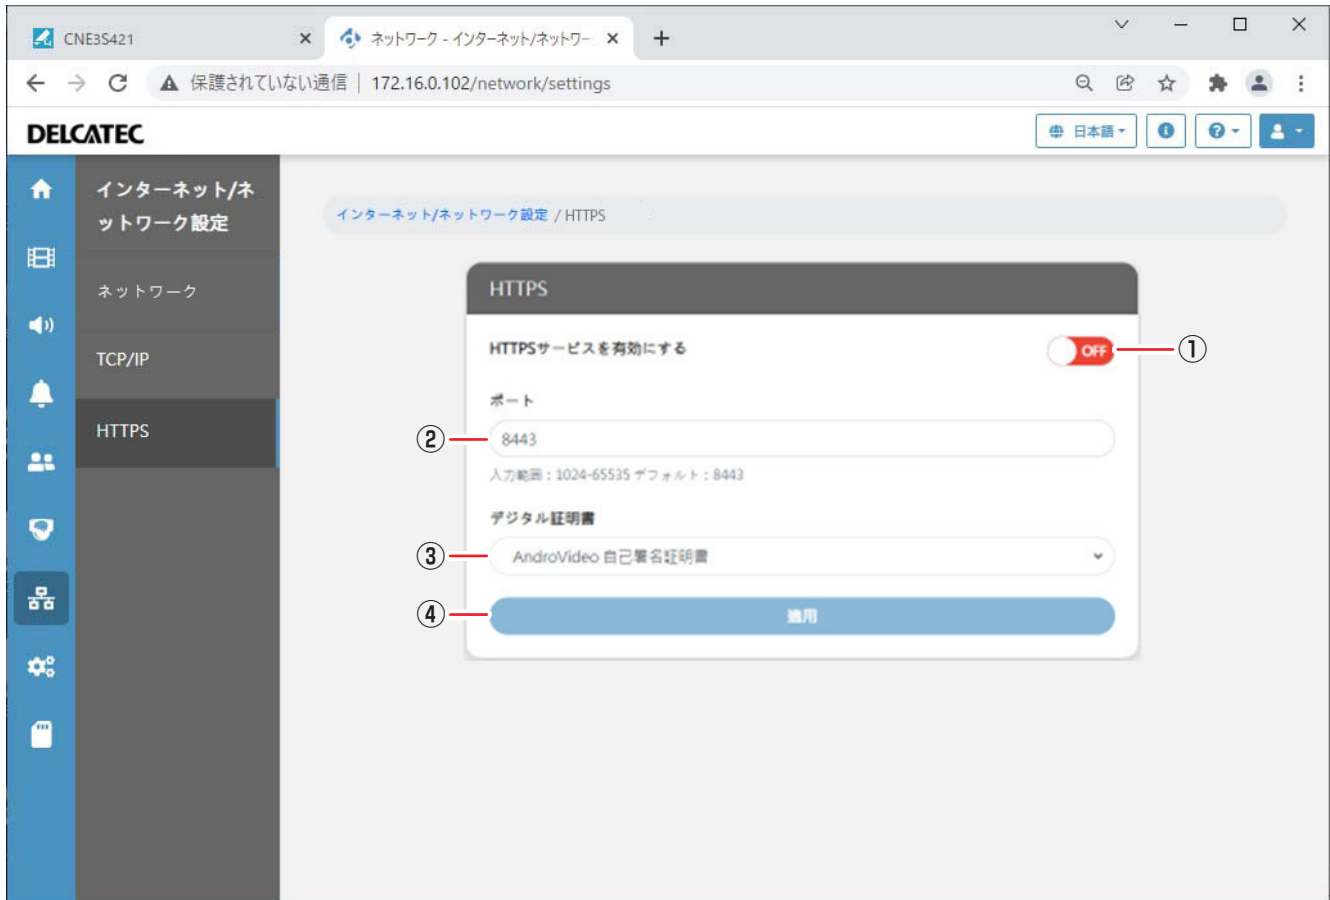 CNE3S421
ネットワーク - インターネット/ネットワー
保護されていない通信 | 172.16.0.102/network/settings
DELCATEC
日本語
インターネット/ネ
ットワーク設定
ネットワーク
TCP/IP
HTTPS
インターネット/ネットワーク設定 / HTTPS
HTTPS
HTTPSサービスを有効にする
OFF
①
ポート
②
8443
入力範囲：1024-65535 デフォルト：8443
デジタル証明書
③
AndroVideo 自己署名証明書
④
適用